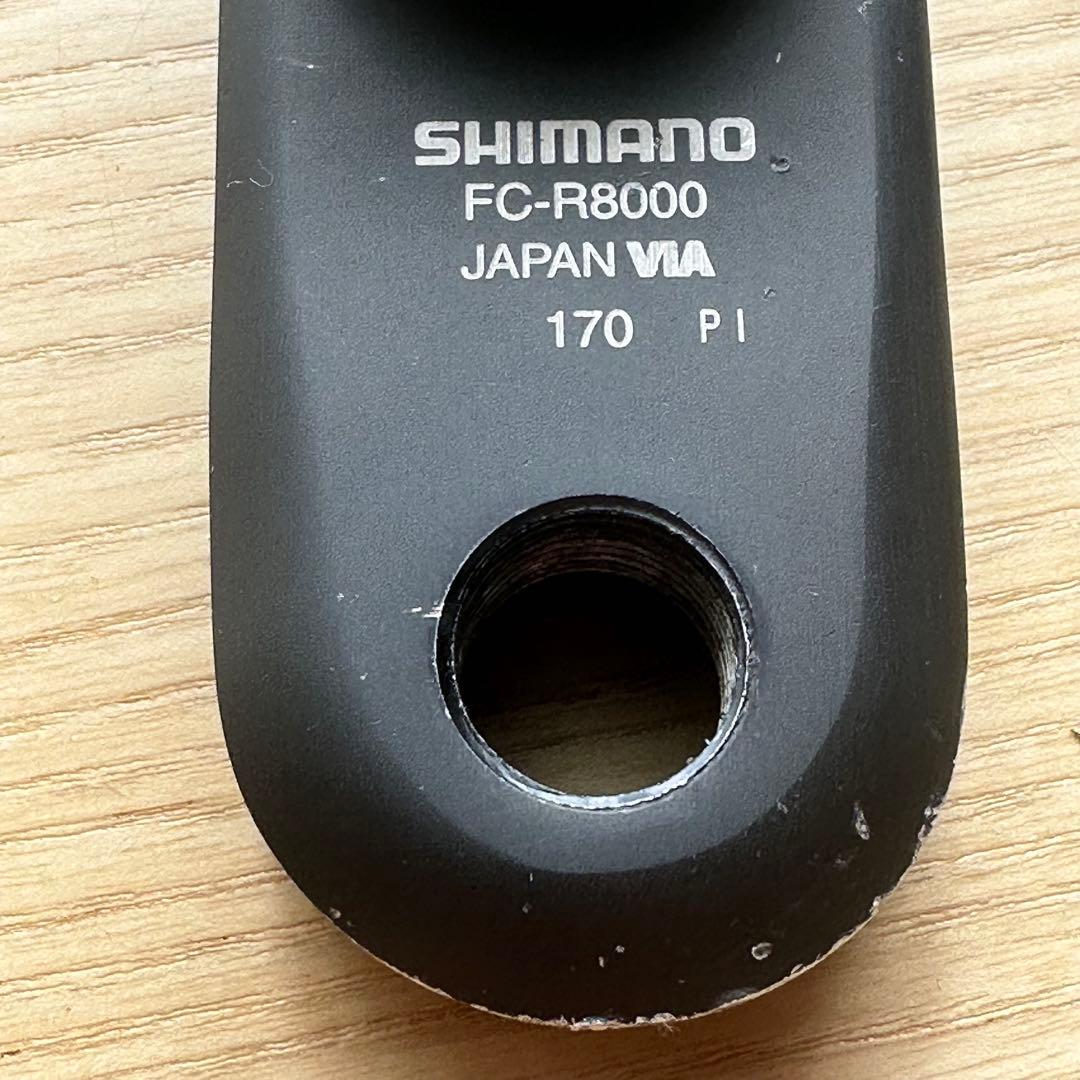 SHIMANO
FC-R8000
JAPAN VIA
170 PI